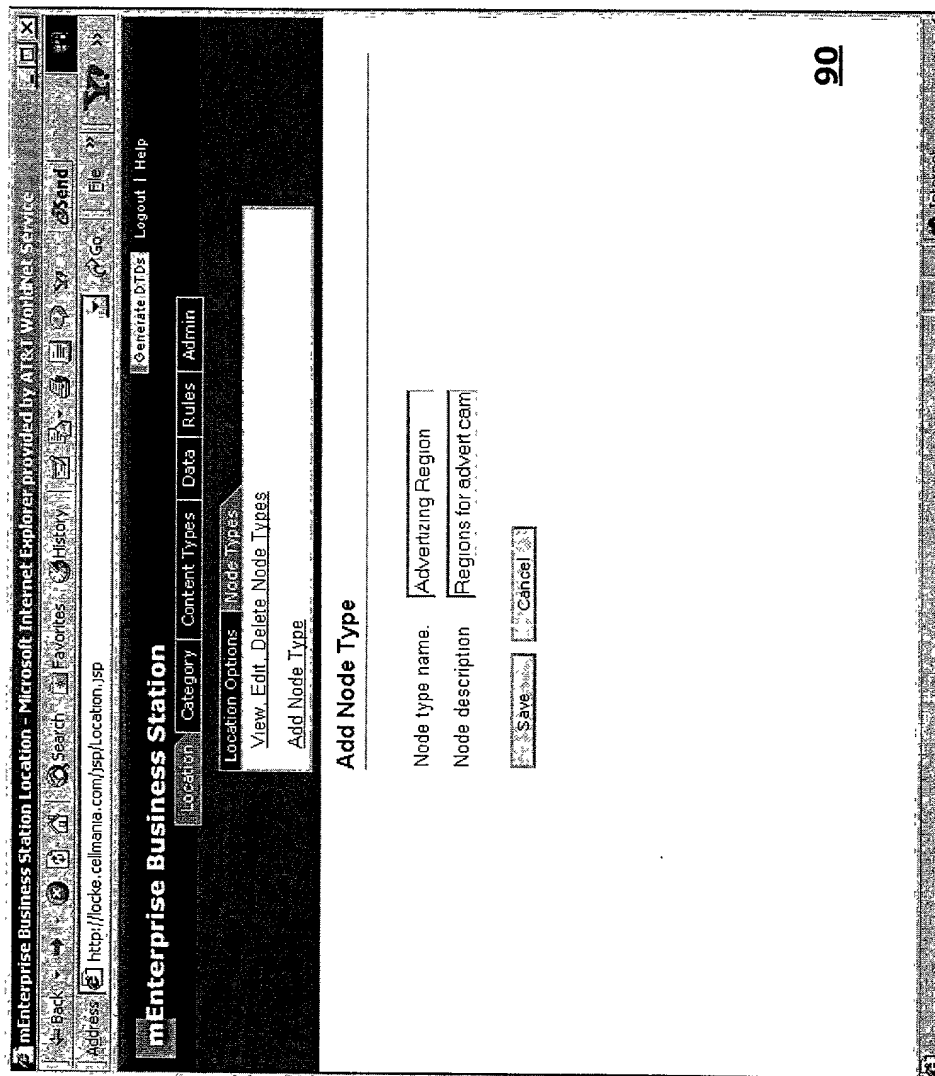 mEnterprise Business Station Location - Microsoft Internet Explorer provided by AT&T WorldNet Service
Back Search Favorites History Send
Address http://locke.cellmania.com/jsp/Location.jsp Go File »
mEnterprise Business Station
Generate DTDs Logout | Help
Location Category Content Types Data Rules Admin
Location Options Node Types
View, Edit, Delete Node Types
Add Node Type
Add Node Type
Node type name. Advertizing Region
Node description Regions for advert cam
Save Cancel
90
Internet